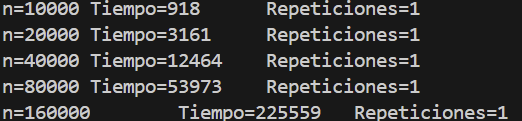 n=10000 Tiempo=918 Repeticiones=1
n=20000 Tiempo=3161 Repeticiones=1
n=40000 Tiempo=12464 Repeticiones=1
n=80000 Tiempo=53973 Repeticiones=1
n=160000 Tiempo=225559 Repeticiones=1